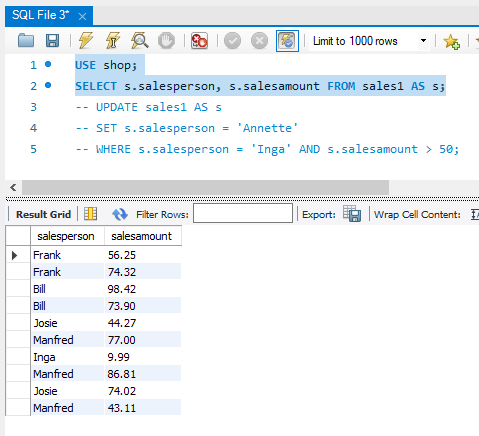 SQL File 3* ×
Limit to 1000 rows
1 USE shop;
2 SELECT s.salesperson, s.salesamount FROM sales1 AS s;
3 -- UPDATE sales1 AS s
4 -- SET s.salesperson = 'Annette'
5 -- WHERE s.salesperson = 'Inga' AND s.salesamount > 50;
Result Grid Filter Rows: Export: Wrap Cell Content:
salesperson salesamount
Frank 56.25
Frank 74.32
Bill 98.42
Bill 73.90
Josie 44.27
Manfred 77.00
Inga 9.99
Manfred 86.81
Josie 74.02
Manfred 43.11